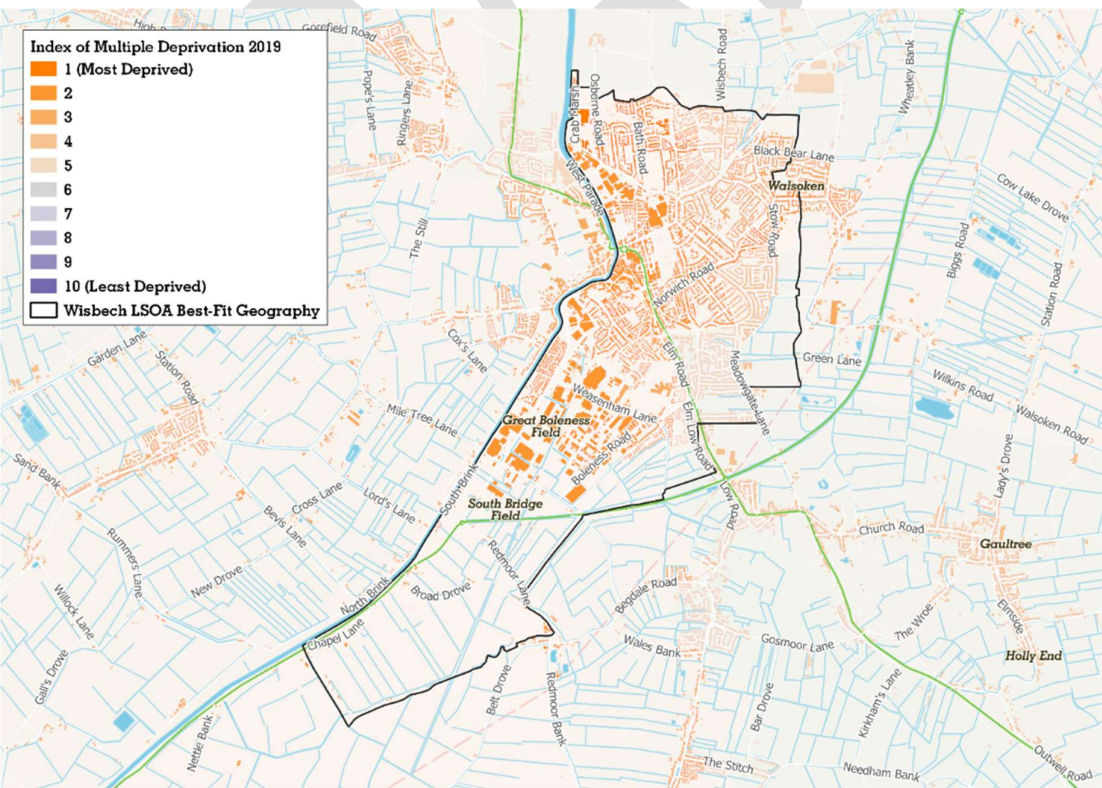 Index of Multiple Deprivation 2019
1 (Most Deprived)
2
3
4
5
6
7
8
9
10 (Least Deprived)
Wisbech LSOA Best-Fit Geography
Gorefield Road
Pope's Lane
Ringers Lane
Crab Marsh
Osborne Road
Bath Road
Wisbech Road
Wheatley Bank
Black Bear Lane
Walsoken
West Parade
Stow Road
Cow Lake Drove
Biggs Road
Station Road
The Still
Norwich Road
Garden Lane
Station Road
Cox's Lane
Elm Road
Meadowgate Lane
Green Lane
Wilkins Road
Walsoken Road
Mile Tree Lane
Weasenham Lane
Great Boleness
Field
Elm Low Road
Boleness Road
Lady's Drove
Sand Bank
Cross Lane
Lord's Lane
South Brink
South Bridge
Field
Low Road
Bevis Lane
Church Road
Gaultree
Rummers Lane
New Drove
Redmoor Lane
North Brink
Broad Drove
Begdale Road
Willock Lane
Chapel Lane
The Wroe
Elmside
Wales Bank
Gosmoor Lane
Holly End
Gall's Drove
Belt Drove
Redmoor Bank
Bar Drove
Kirkham's Lane
Nettle Bank
The Stitch
Needham Bank
Outwell Road